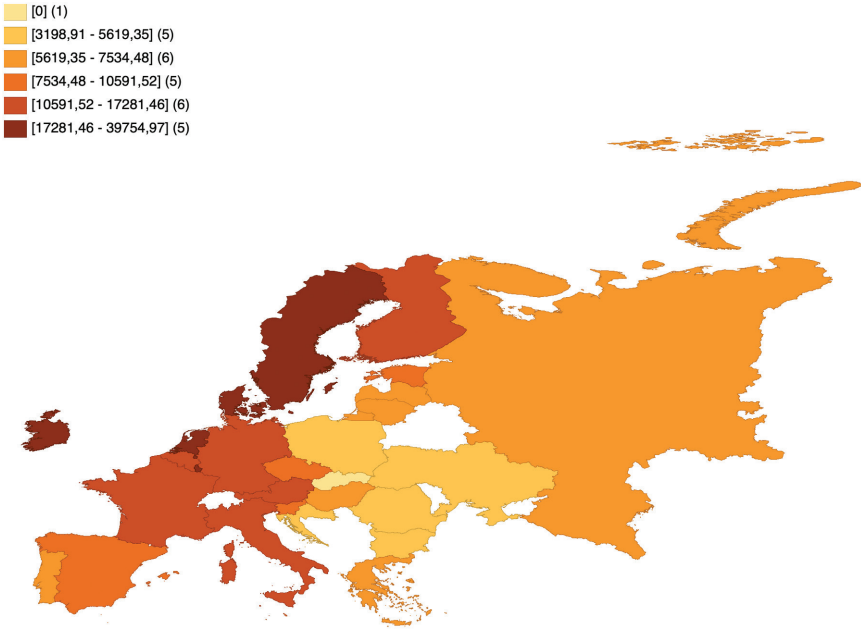 [0] (1)
[3198,91 - 5619,35] (5)
[5619,35 - 7534,48] (6)
[7534,48 - 10591,52] (5)
[10591,52 - 17281,46] (6)
[17281,46 - 39754,97] (5)